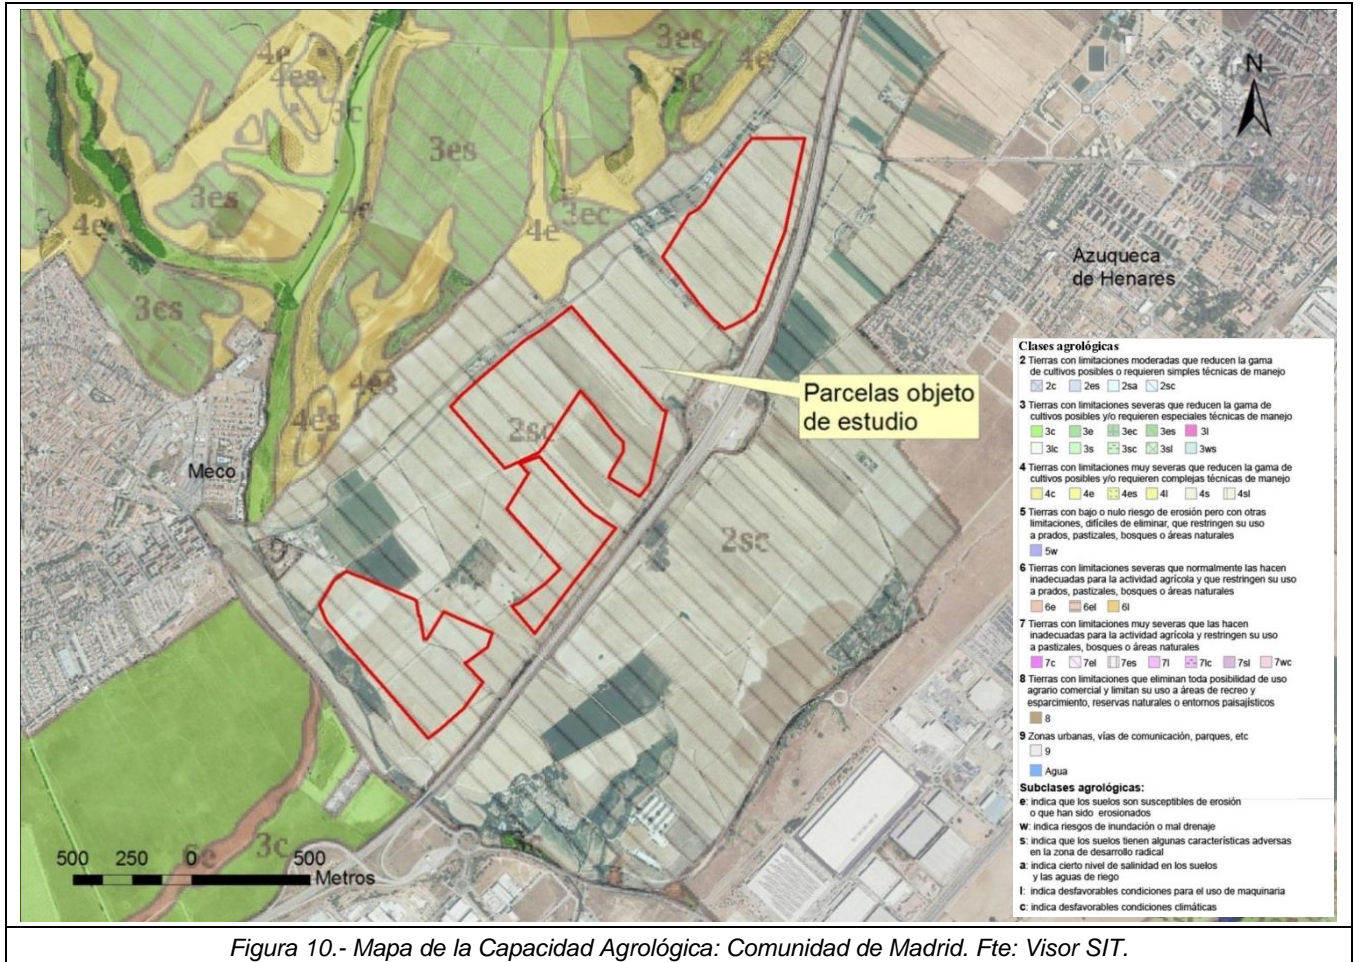 4e
4es
3es
3c
4e
3c
3es
3es
4e
3ec
4e
3es
4es
4es
2sc
2sc
9
6e
3c
N
Azuqueca
de Henares
Meco
Parcelas objeto
de estudio
500 250 0 500
Metros
Clases agrológicas
2 Tierras con limitaciones moderadas que reducen la gama
de cultivos posibles o requieren simples técnicas de manejo
2c 2es 2sa 2sc
3 Tierras con limitaciones severas que reducen la gama de
cultivos posibles y/o requieren especiales técnicas de manejo
3c 3e 3ec 3es 3l
3lc 3s 3sc 3sl 3ws
4 Tierras con limitaciones muy severas que reducen la gama de
cultivos posibles y/o requieren complejas técnicas de manejo
4c 4e 4es 4l 4s 4sl
5 Tierras con bajo o nulo riesgo de erosión pero con otras
limitaciones, difíciles de eliminar, que restringen su uso
a prados, pastizales, bosques o áreas naturales
5w
6 Tierras con limitaciones severas que normalmente las hacen
inadecuadas para la actividad agrícola y que restringen su uso
a prados, pastizales, bosques o áreas naturales
6e 6el 6l
7 Tierras con limitaciones muy severas que las hacen
inadecuadas para la actividad agrícola y restringen su uso
a pastizales, bosques o áreas naturales
7c 7el 7es 7l 7lc 7sl 7wc
8 Tierras con limitaciones que eliminan toda posibilidad de uso
agrario comercial y limitan su uso a áreas de recreo y
esparcimiento, reservas naturales o entornos paisajísticos
8
9 Zonas urbanas, vías de comunicación, parques, etc
9
Agua
Subclases agrológicas:
e: indica que los suelos son susceptibles de erosión
o que han sido erosionados
w: indica riesgos de inundación o mal drenaje
s: indica que los suelos tienen algunas características adversas
en la zona de desarrollo radical
a: indica cierto nivel de salinidad en los suelos
y las aguas de riego
l: indica desfavorables condiciones para el uso de maquinaria
c: indica desfavorables condiciones climáticas
Figura 10.- Mapa de la Capacidad Agrológica: Comunidad de Madrid. Fte: Visor SIT.